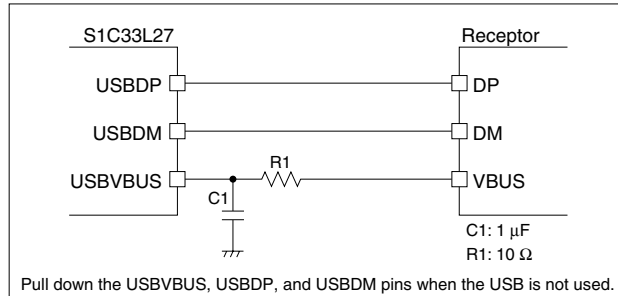 S1C33L27 Receptor
USBDP DP
USBDM DM
R1
USBVBUS VBUS
C1
C1: 1 μF
R1: 10 Ω
Pull down the USBVBUS, USBDP, and USBDM pins when the USB is not used.